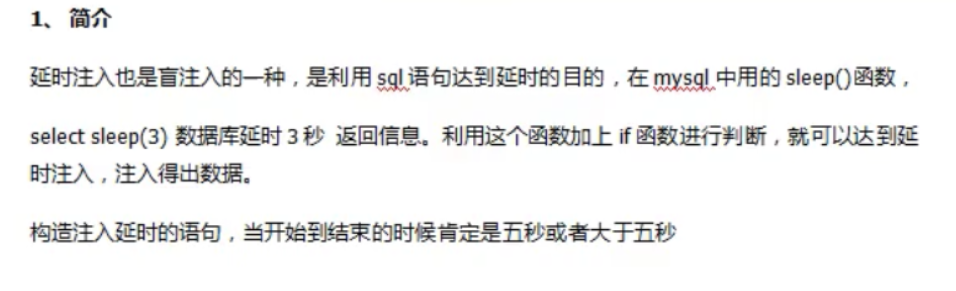 1、 简介
延时注入也是盲注入的一种，是利用 sql 语句达到延时的目的，在 mysql 中用的 sleep()函数，
select sleep(3) 数据库延时 3 秒 返回信息。利用这个函数加上 if 函数进行判断，就可以达到延
时注入，注入得出数据。
构造注入延时的语句，当开始到结束的时候肯定是五秒或者大于五秒